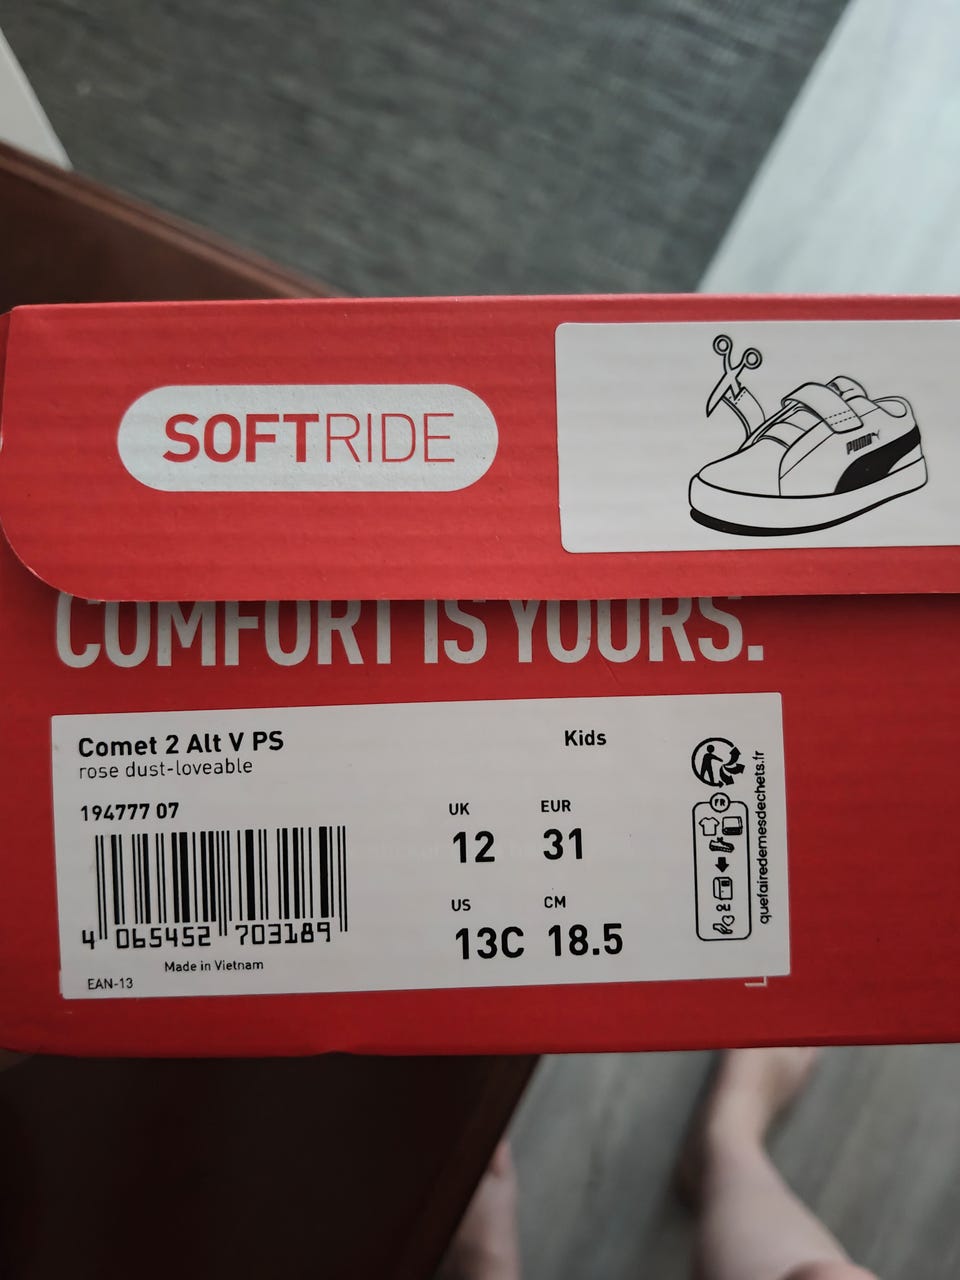 SOFTRIDE
PUMA
COMFORT IS YOURS.
Comet 2 Alt V PS
Kids
rose dust-loveable
194777 07
UK EUR
12 31
US CM
13C 18.5
4 065452 703189
Made in Vietnam
EAN-13
FR
quefairedemesdechets.fr